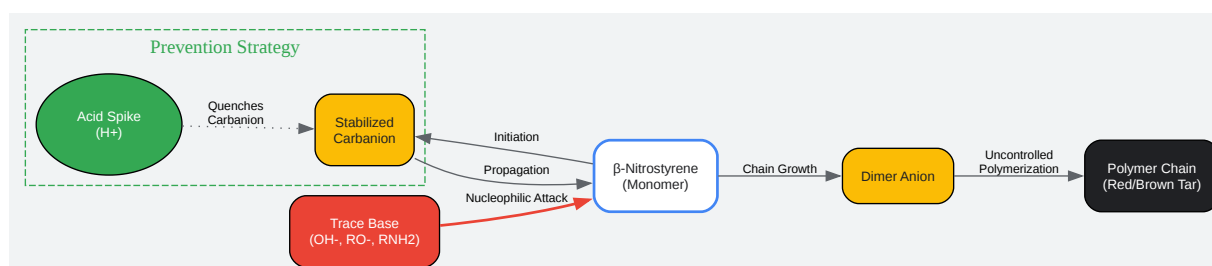 Prevention Strategy
Acid Spike
(H+)
Quenches
Carbanion
Stabilized
Carbanion
Initiation
Propagation
Nucleophilic Attack
Trace Base
(OH-, RO-, RNH2)
β-Nitrostyrene
(Monomer)
Chain Growth
Dimer Anion
Uncontrolled
Polymerization
Polymer Chain
(Red/Brown Tar)